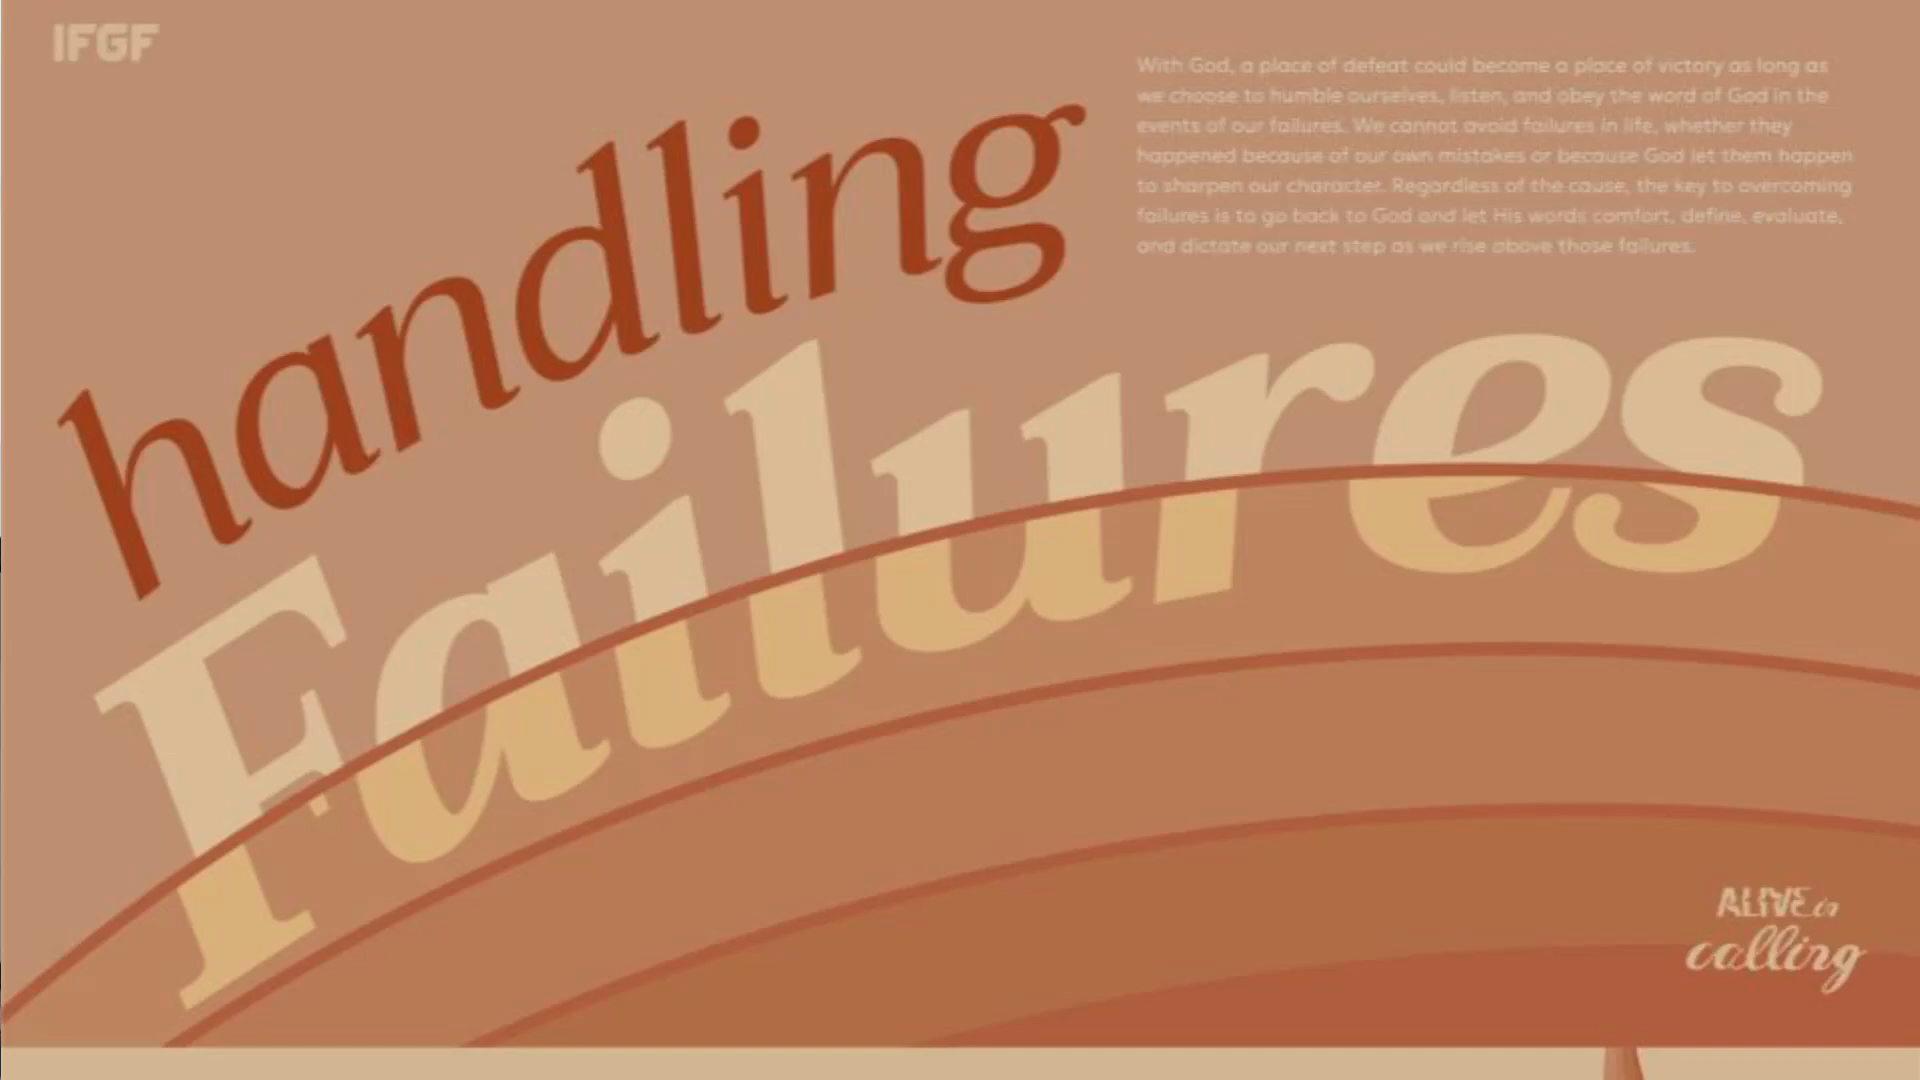 IFGF
With God, a place of defeat could become a place of victory as long as
we choose to humble ourselves, listen, and obey the word of God in the
events of our failures. We cannot avoid failures in life, whether they
happened because of our own mistakes or because God let them happen
to sharpen our character. Regardless of the cause, the key to overcoming
failures is to go back to God and let His words comfort, define, evaluate,
and dictate our next step as we rise above those failures.
handling
Failures
ALIVE in
calling